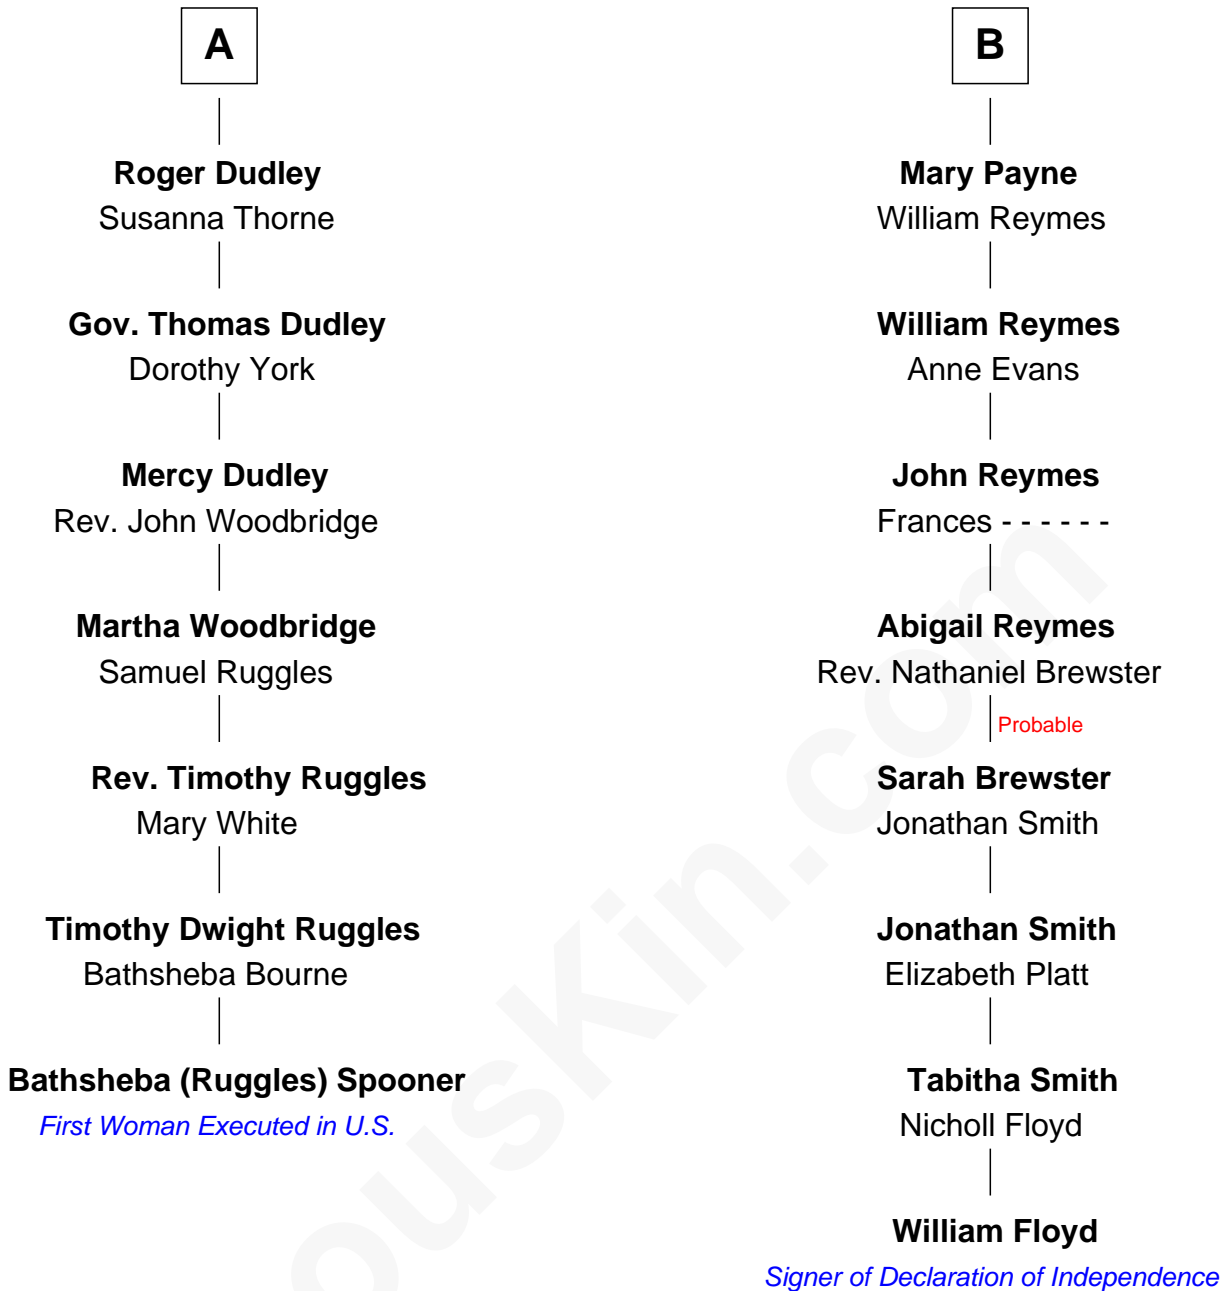 A
Roger Dudley
Susanna Thorne
Gov. Thomas Dudley
Dorothy York
Mercy Dudley
Rev. John Woodbridge
Martha Woodbridge
Samuel Ruggles
Rev. Timothy Ruggles
Mary White
Timothy Dwight Ruggles
Bathsheba Bourne
Bathsheba (Ruggles) Spooner
First Woman Executed in U.S.
B
Mary Payne
William Reymes
William Reymes
Anne Evans
John Reymes
Frances - - - - - -
Abigail Reymes
Rev. Nathaniel Brewster
Probable
Sarah Brewster
Jonathan Smith
Jonathan Smith
Elizabeth Platt
Tabitha Smith
Nicholl Floyd
William Floyd
Signer of Declaration of Independence
ousKin.com